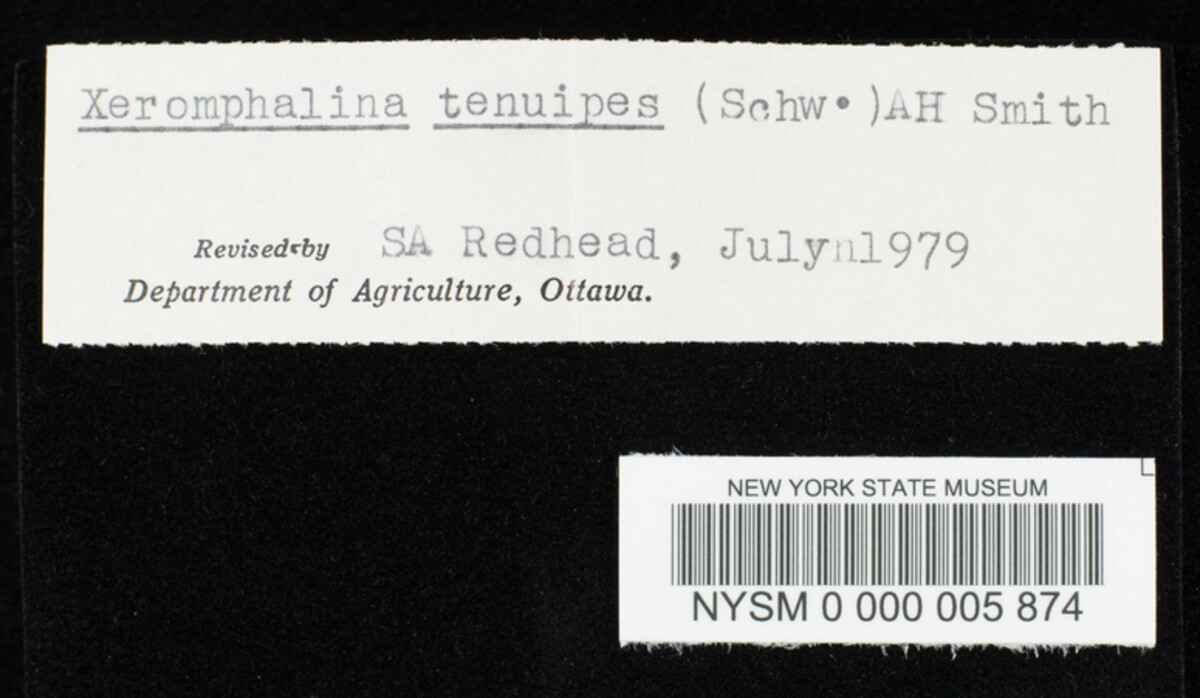 Xeromphalina tenuipes (Schw.)AH Smith
Revised by SA Redhead, Julyn1979
Department of Agriculture, Ottawa.
NEW YORK STATE MUSEUM
NYSM 0 000 005 874